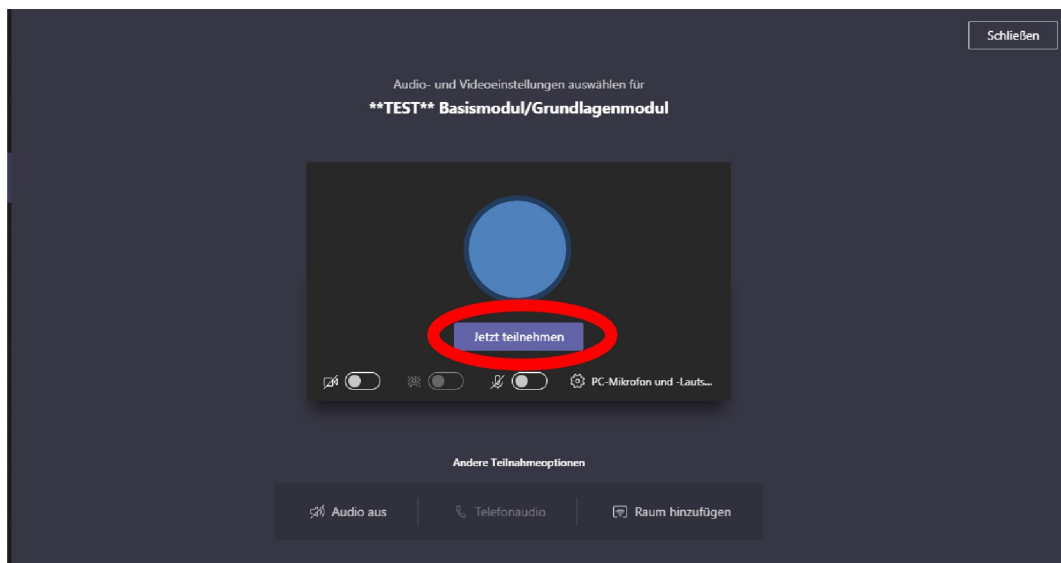 Schließen
Audio- und Videoeinstellungen auswählen für
**TEST** Basismodul/Grundlagenmodul
Jetzt teilnehmen
PC-Mikrofon und -Lauts...
Andere Teilnahmeoptionen
Audio aus
Telefonaudio
Raum hinzufügen